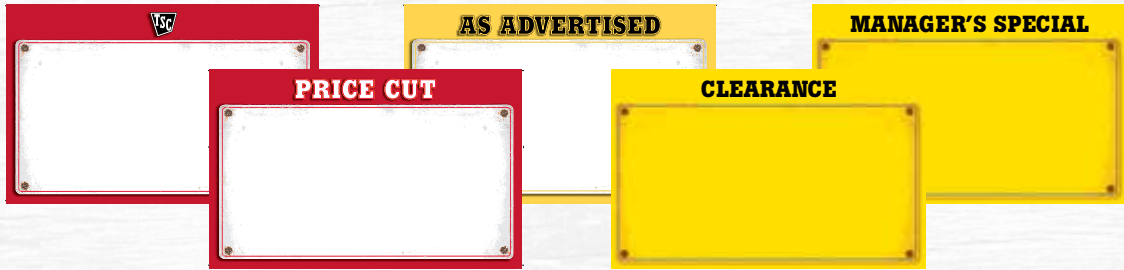 TSC
AS ADVERTISED
MANAGER'S SPECIAL
PRICE CUT
CLEARANCE